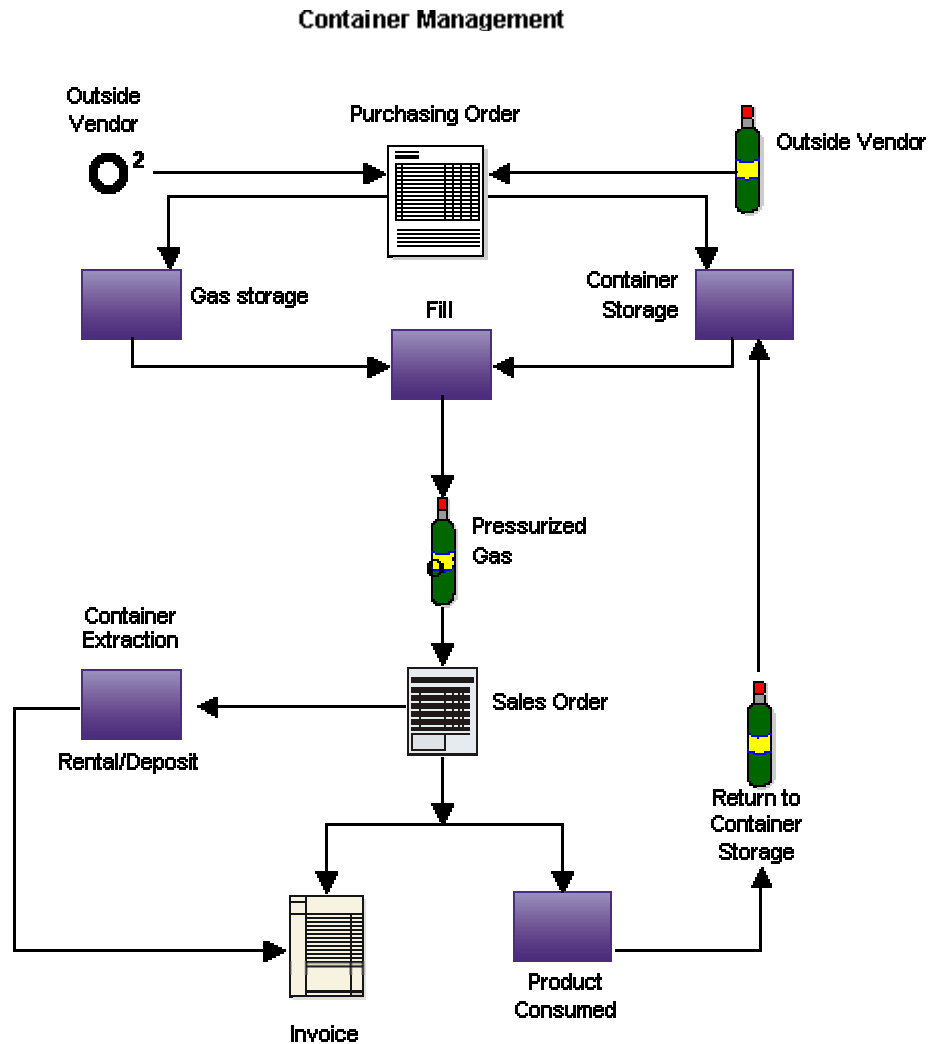 Container Management
Outside
Vendor
O2
Purchasing Order
Outside Vendor
Gas storage
Fill
Container
Storage
Pressurized
Gas
Container
Extraction
Rental/Deposit
Sales Order
Return to
Container
Storage
Product
Consumed
Invoice